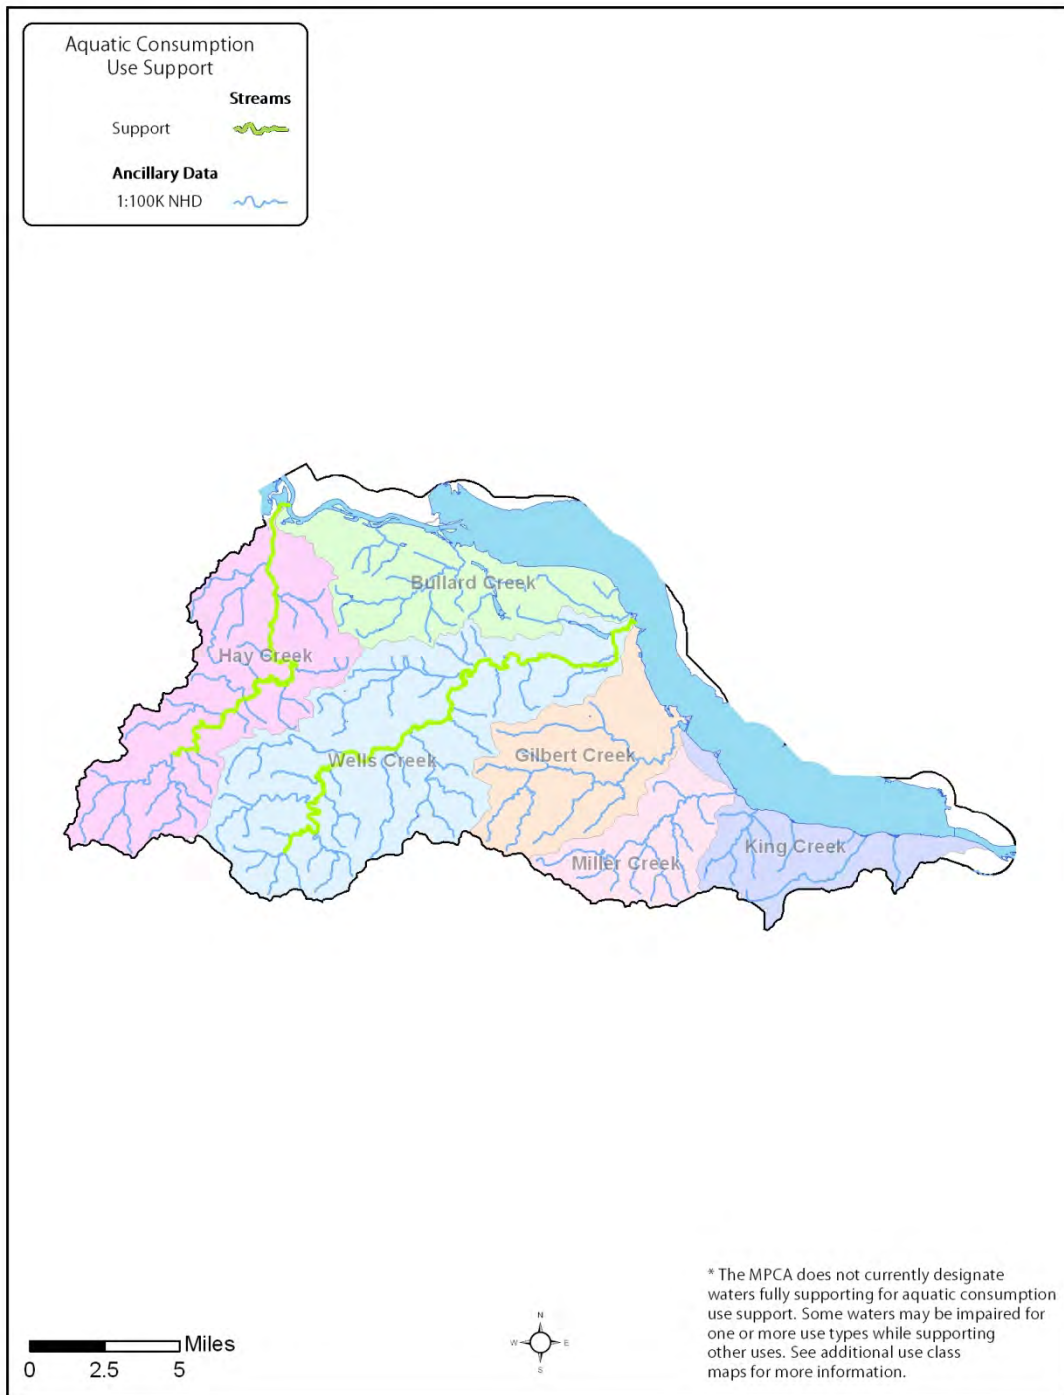 Aquatic Consumption
Use Support
Streams
Support
Ancillary Data
1:100K NHD
Bullard Creek
Hay Creek
Wells Creek
Gilbert Creek
Miller Creek
King Creek
* The MPCA does not currently designate
waters fully supporting for aquatic consumption
use support. Some waters may be impaired for
one or more use types while supporting
other uses. See additional use class
maps for more information.
Miles
0 2.5 5
N
W E
S